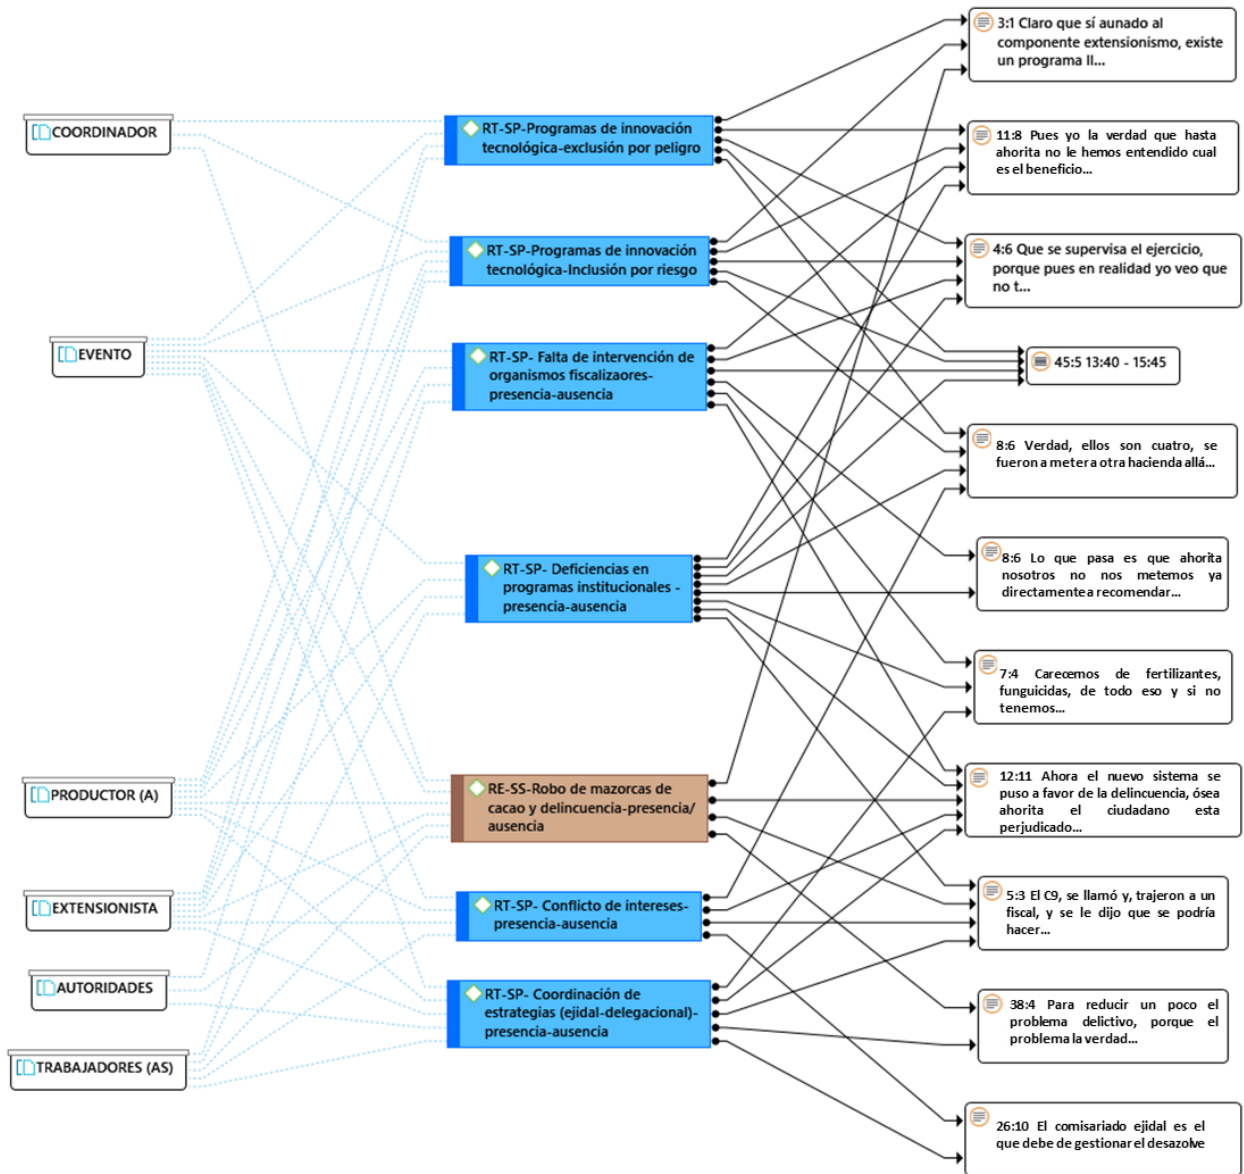 COORDINADOR
EVENTO
PRODUCTOR (A)
EXTENSIONISTA
AUTORIDADES
TRABAJADORES (AS)
RT-SP-Programas de innovación
tecnológica-exclusión por peligro
RT-SP-Programas de innovación
tecnológica-Inclusión por riesgo
RT-SP- Falta de intervención de
organismos fiscalizaores-
presencia-ausencia
RT-SP- Deficiencias en
programas institucionales -
presencia-ausencia
RE-SS-Robo de mazorcas de
cacao y delincuencia-presencia/
ausencia
RT-SP- Conflicto de intereses-
presencia-ausencia
RT-SP- Coordinación de
estrategias (ejidal-delegacional)-
presencia-ausencia
3:1 Claro que sí aunado al
componente extensionismo, existe
un programa II...
11:8 Pues yo la verdad que hasta
ahorita no le hemos entendido cual
es el beneficio...
4:6 Que se supervisa el ejercicio,
porque pues en realidad yo veo que
no t...
45:5 13:40 - 15:45
8:6 Verdad, ellos son cuatro, se
fueron a meter a otra hacienda allá...
8:6 Lo que pasa es que ahorita
nosotros no nos metemos ya
directamente a recomendar...
7:4 Carecemos de fertilizantes,
funguicidas, de todo eso y si no
tenemos...
12:11 Ahora el nuevo sistema se
puso a favor de la delincuencia, ósea
ahorita el ciudadano esta
perjudicado...
5:3 El C9, se llamó y, trajeron a un
fiscal, y se le dijo que se podría
hacer...
38:4 Para reducir un poco el
problema delictivo, porque el
problema la verdad...
26:10 El comisariado ejidal es el
que debe de gestionar el desazolve